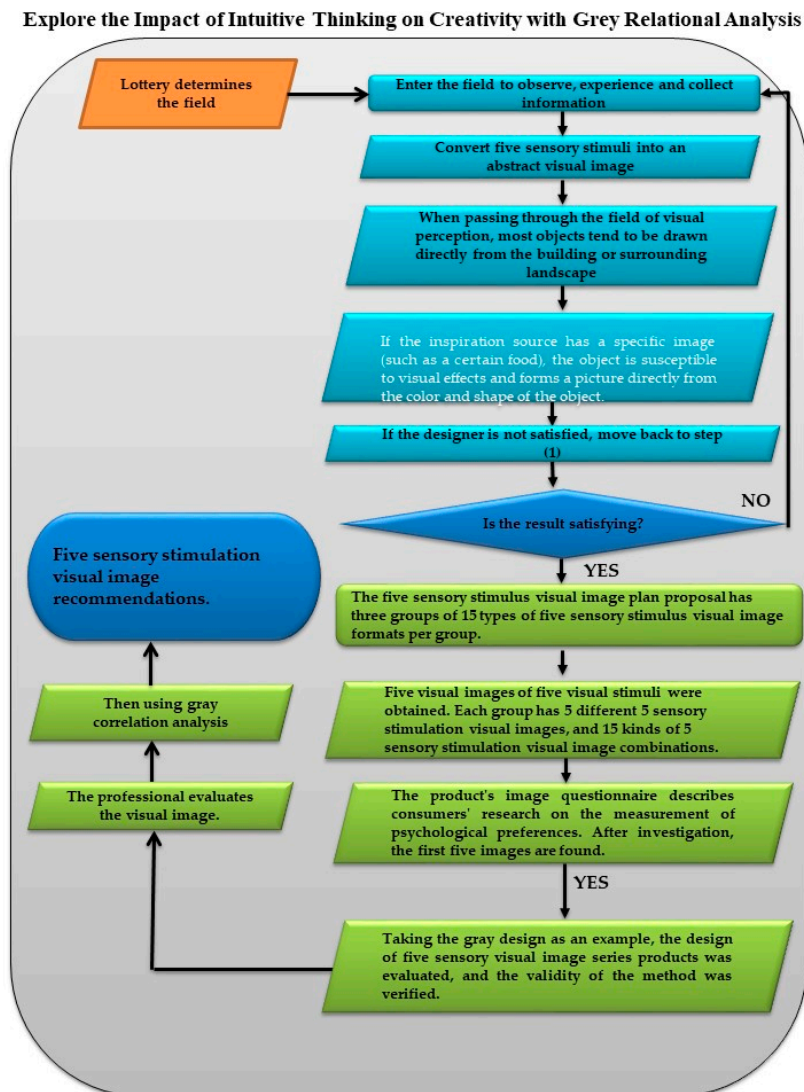 Explore the Impact of Intuitive Thinking on Creativity with Grey Relational Analysis
Lottery determines
the field
Enter the field to observe, experience and collect
information
Convert five sensory stimuli into an
abstract visual image
When passing through the field of visual
perception, most objects tend to be drawn
directly from the building or surrounding
landscape
If the inspiration source has a specific image
(such as a certain food), the object is susceptible
to visual effects and forms a picture directly from
the color and shape of the object.
If the designer is not satisfied, move back to step
(1)
Is the result satisfying?
NO
YES
The five sensory stimulus visual image plan proposal has
three groups of 15 types of five sensory stimulus visual image
formats per group.
Five visual images of five visual stimuli were
obtained. Each group has 5 different 5 sensory
stimulation visual images, and 15 kinds of 5
sensory stimulation visual image combinations.
The product's image questionnaire describes
consumers' research on the measurement of
psychological preferences. After investigation,
the first five images are found.
YES
Taking the gray design as an example, the design
of five sensory visual image series products was
evaluated, and the validity of the method was
verified.
The professional evaluates
the visual image.
Then using gray
correlation analysis
Five sensory stimulation
visual image
recommendations.